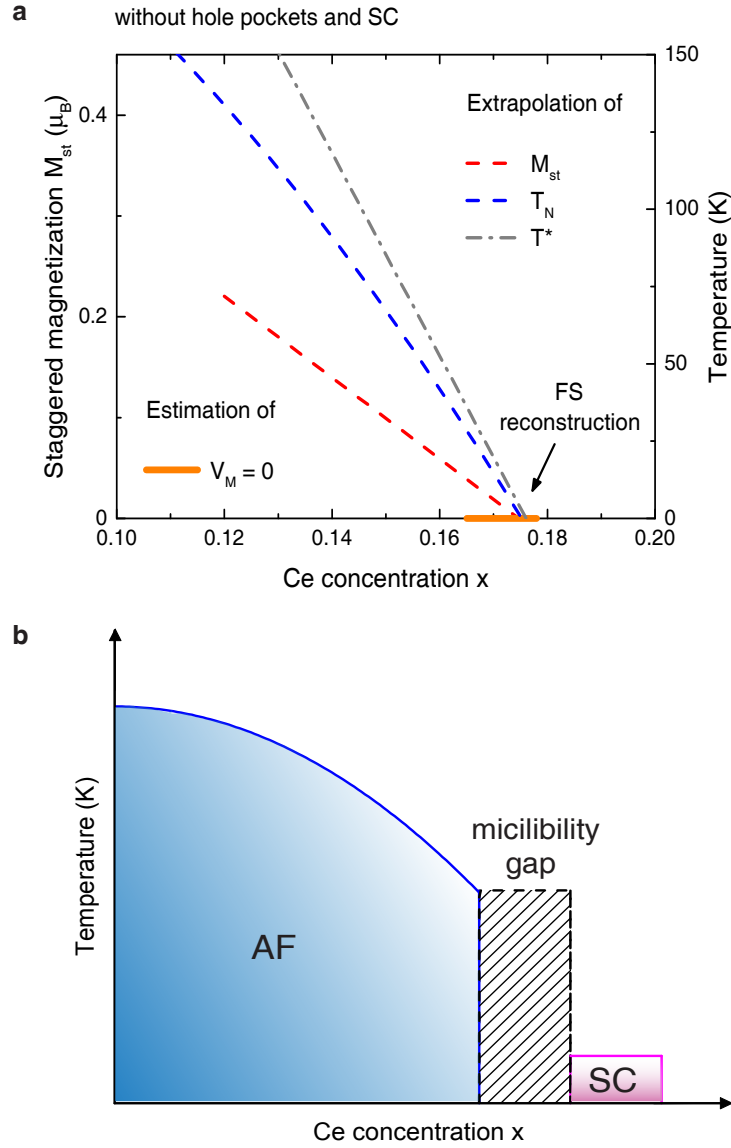 a
without hole pockets and SC
Staggered magnetization M_st (μ_B)
0.4
0.2
0
150
100
50
0
Temperature (K)
Extrapolation of
M_st
T_N
T*
Estimation of
V_M = 0
FS
reconstruction
0.10
0.12
0.14
0.16
0.18
0.20
Ce concentration x
b
Temperature (K)
AF
micilibility
gap
SC
Ce concentration x